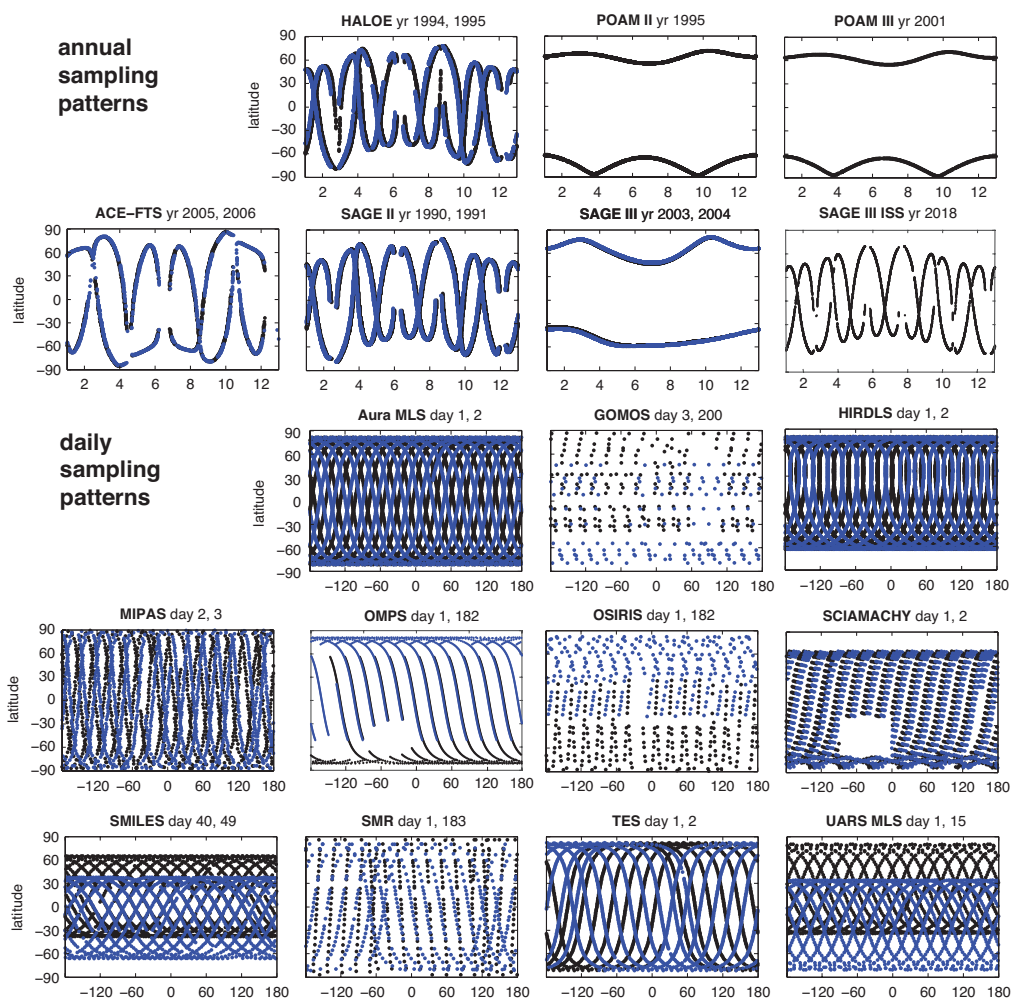 annual
sampling
patterns
HALOE yr 1994, 1995
POAM II yr 1995
POAM III yr 2001
latitude
90
60
30
0
−30
−60
−90
2 4 6 8 10 12
2 4 6 8 10 12
2 4 6 8 10 12
ACE−FTS yr 2005, 2006
SAGE II yr 1990, 1991
SAGE III yr 2003, 2004
SAGE III ISS yr 2018
latitude
90
60
30
0
−30
−60
−90
2 4 6 8 10 12
2 4 6 8 10 12
2 4 6 8 10 12
2 4 6 8 10 12
daily
sampling
patterns
Aura MLS day 1, 2
GOMOS day 3, 200
HIRDLS day 1, 2
latitude
90
60
30
0
−30
−60
−90
−120 −60 0 60 120 180
−120 −60 0 60 120 180
−120 −60 0 60 120 180
MIPAS day 2, 3
OMPS day 1, 182
OSIRIS day 1, 182
SCIAMACHY day 1, 2
latitude
90
60
30
0
−30
−60
−90
−120 −60 0 60 120 180
−120 −60 0 60 120 180
−120 −60 0 60 120 180
−120 −60 0 60 120 180
SMILES day 40, 49
SMR day 1, 183
TES day 1, 2
UARS MLS day 1, 15
latitude
90
60
30
0
−30
−60
−90
−120 −60 0 60 120 180
−120 −60 0 60 120 180
−120 −60 0 60 120 180
−120 −60 0 60 120 180